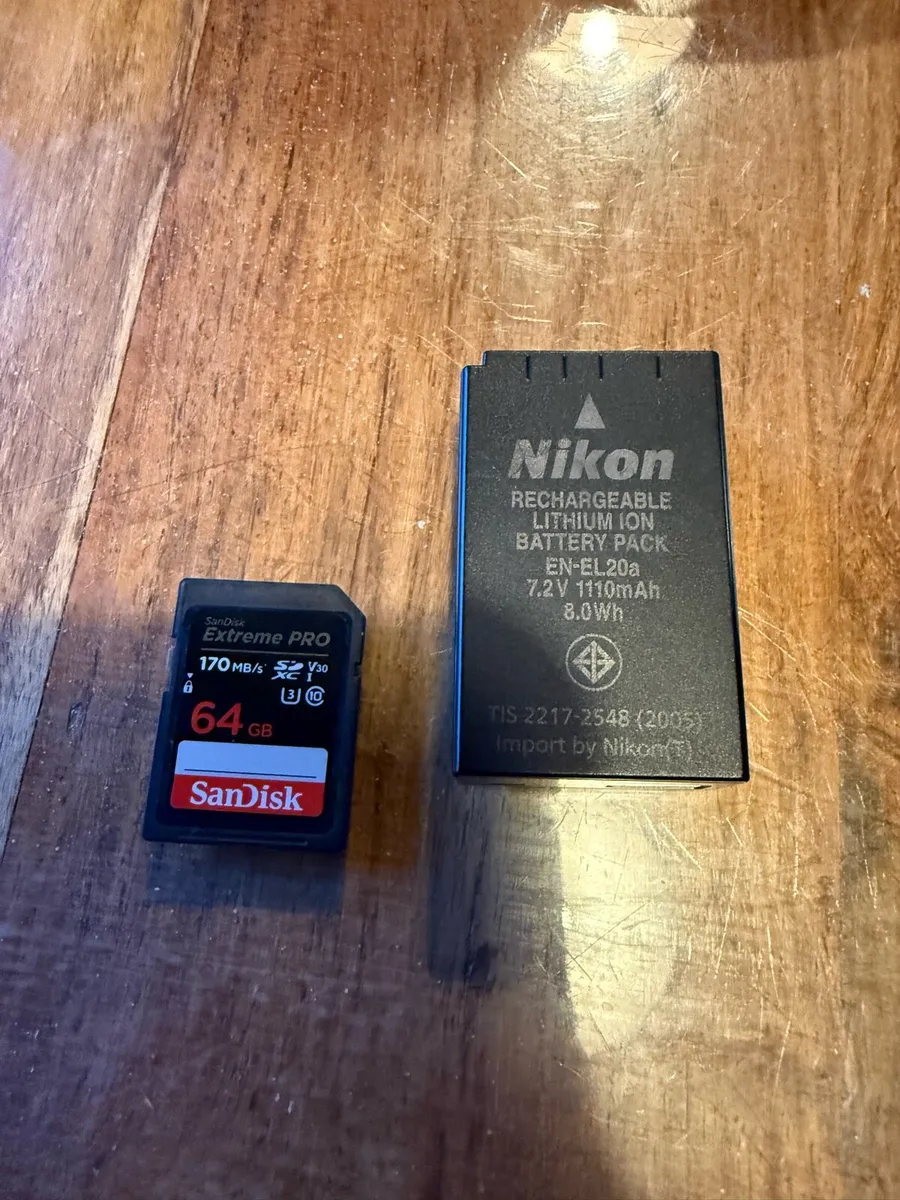 SanDisk
Extreme PRO
170 MB/s SD XC V30 I
3 10
64 GB
SanDisk
Nikon
RECHARGEABLE
LITHIUM ION
BATTERY PACK
EN-EL20a
7.2V 1110mAh
8.0Wh
TIS 2217-2548 (2005)
Import by Nikon(T)